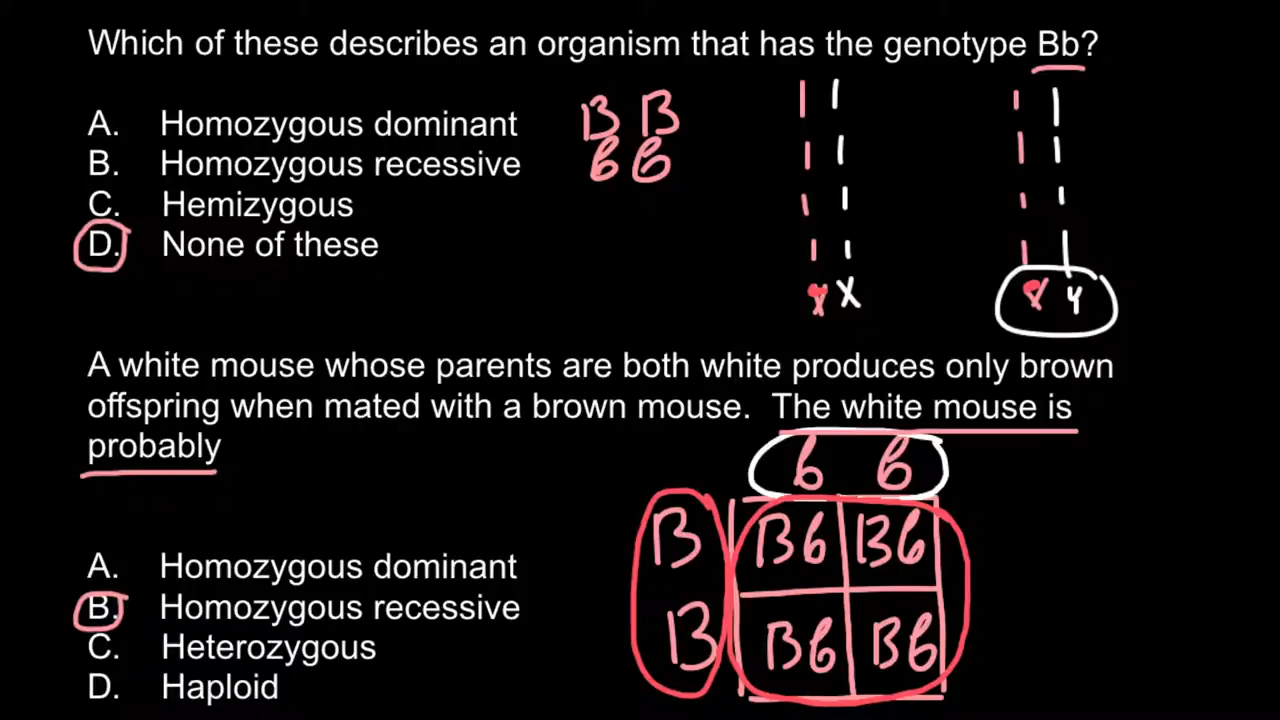 Which of these describes an organism that has the genotype Bb?
A. Homozygous dominant B B
B. Homozygous recessive b b
C. Hemizygous
D. None of these
X X X Y
A white mouse whose parents are both white produces only brown
offspring when mated with a brown mouse. The white mouse is
probably
b b
B Bb Bb
A. Homozygous dominant
B. Homozygous recessive
B Bb Bb
C. Heterozygous
D. Haploid